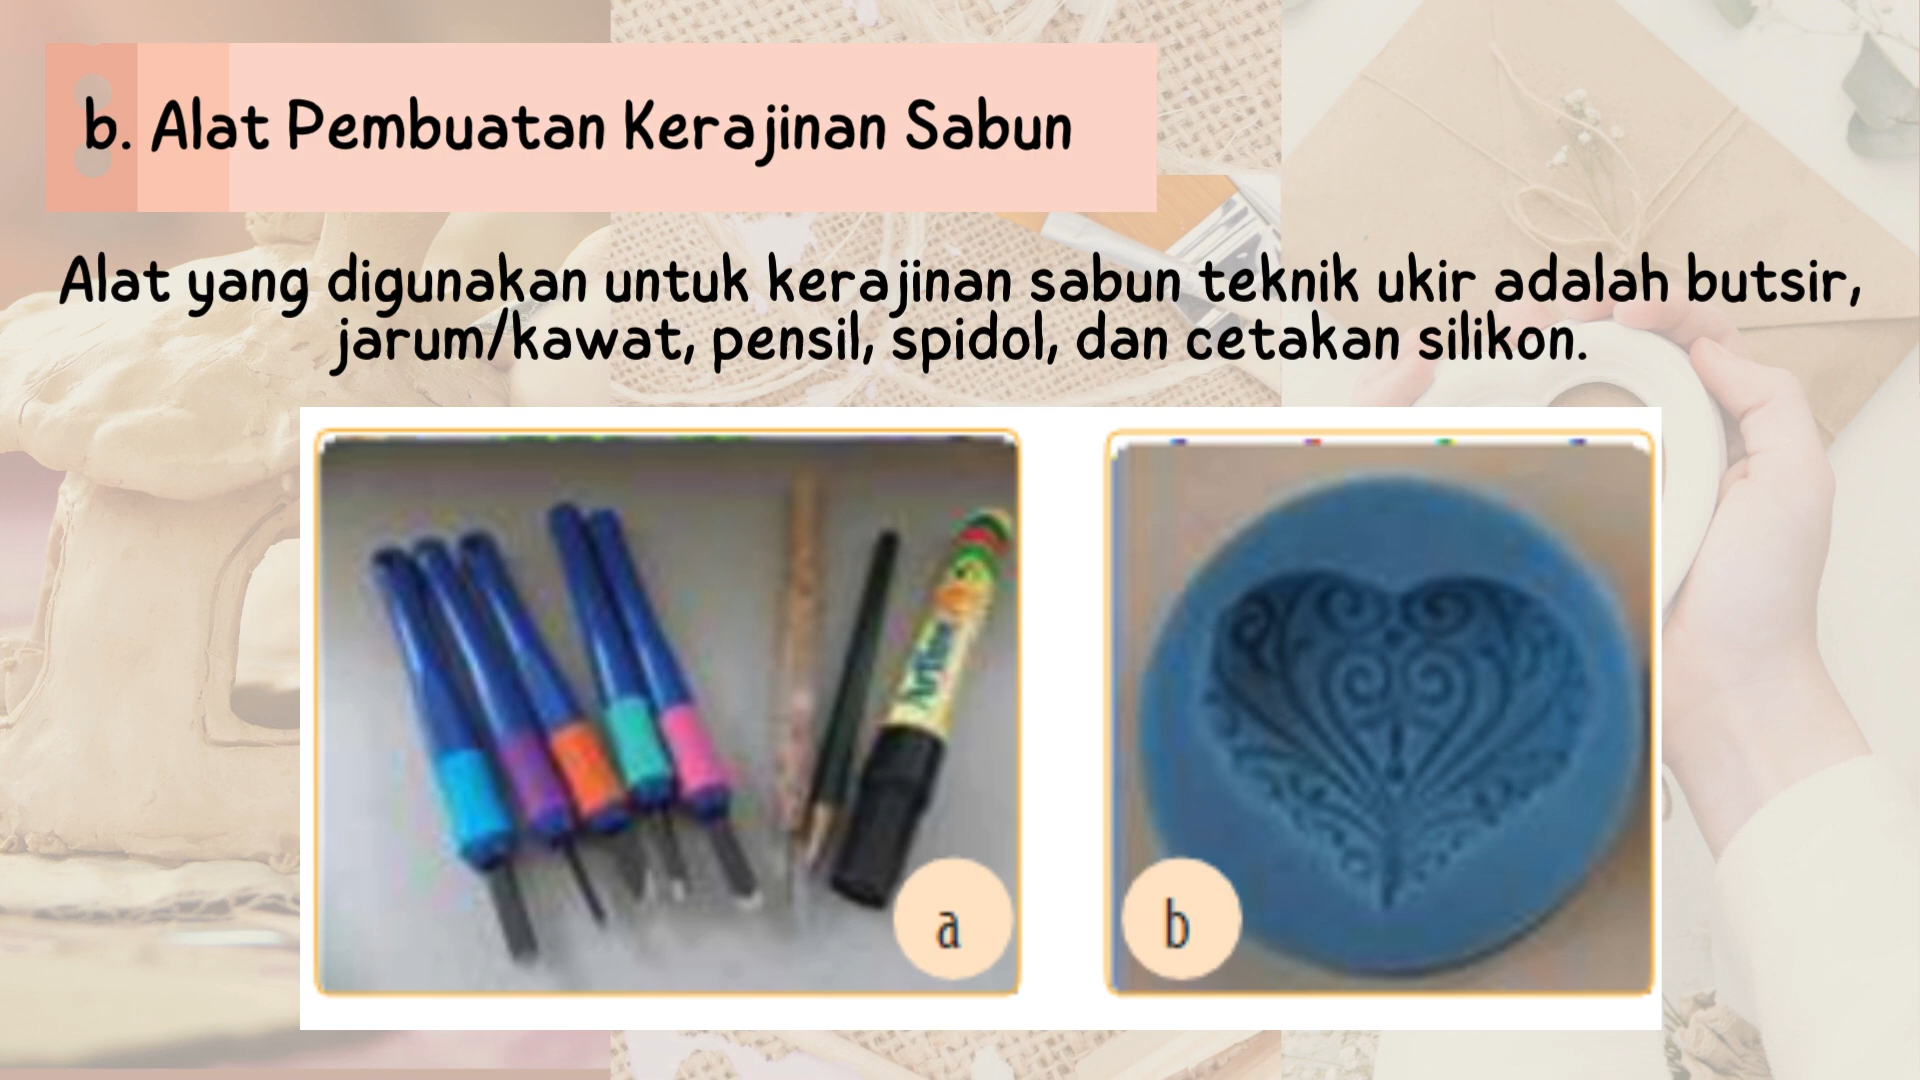 b. Alat Pembuatan Kerajinan Sabun
Alat yang digunakan untuk kerajinan sabun teknik ukir adalah butsir,
jarum/kawat, pensil, spidol, dan cetakan silikon.
Artline
a
b